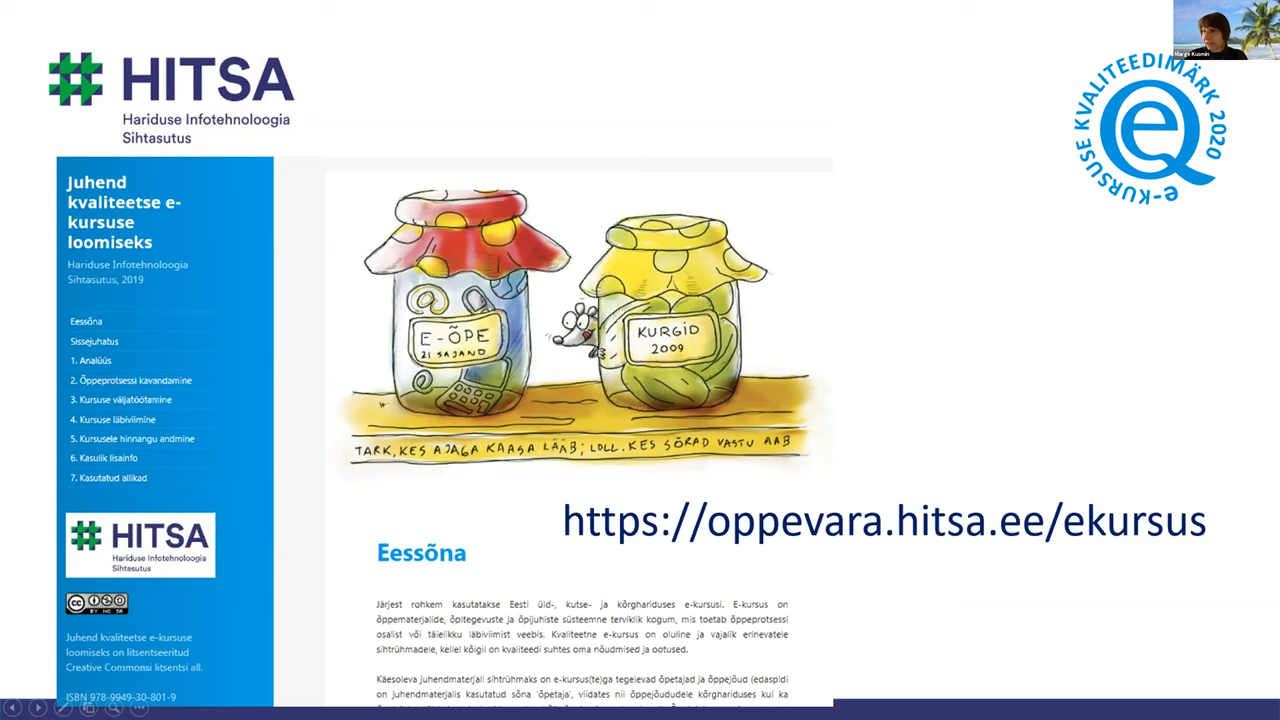 Marge Kusmin
HITSA
Hariduse Infotehnoloogia
Sihtasutus
e-KURSUSE KVALITEEDIMÄRK 2020
eQ
Juhend
kvaliteetse e-
kursuse
loomiseks
Hariduse Infotehnoloogia
Sihtasutus, 2019
Eessõna
Sissejuhatus
1. Analüüs
2. Õppeprotsessi kavandamine
3. Kursuse väljatöötamine
4. Kursuse läbiviimine
5. Kursusele hinnangu andmine
6. Kasulik lisainfo
7. Kasutatud allikad
HITSA
Hariduse Infotehnoloogia
Sihtasutus
cc
BY NC SA
Juhend kvaliteetse e-kursuse
loomiseks on litsentseeritud
Creative Commonsi litsentsi all.
ISBN 978-9949-30-801-9
@
E-ÕPE
21 SAJAND
@
KURGID
2009
TARK, KES AJAGA KAASA LÄÄB; LOLL, KES SÕRAD VASTU AAB
https://oppevara.hitsa.ee/ekursus
Eessõna
Järjest rohkem kasutatakse Eesti üld-, kutse- ja kõrghariduses e-kursusi. E-kursus on
õppematerjalide, õpitegevuste ja õpijuhiste süsteemne terviklik kogum, mis toetab õppeprotsessi
osalist või täielikku läbiviimist veebis. Kvaliteetne e-kursus on oluline ja vajalik erinevatele
sihtrühmadele, kellel kõigil on kvaliteedi suhtes oma nõudmised ja ootused.
Käesoleva juhendmaterjali sihtrühmaks on e-kursus(te)ga tegelevad õpetajad ja õppejõud (edaspidi
on juhendmaterjalis kasutatud sõna 'õpetaja', viidates nii õppejõududele kõrghariduses kui ka